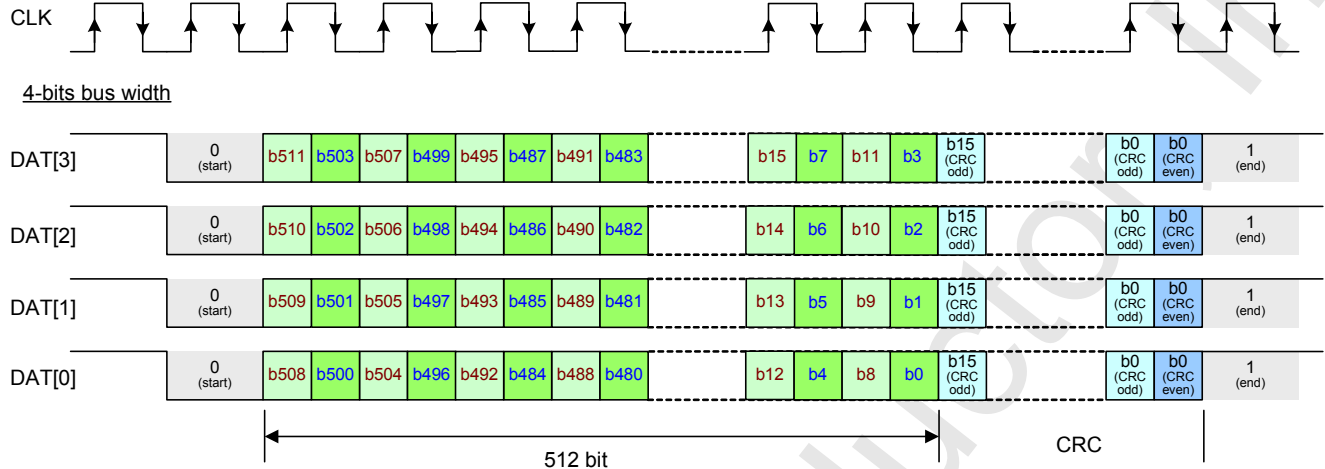 CLK
4-bits bus width
DAT[3] 0 (start) b511 b503 b507 b499 b495 b487 b491 b483 b15 b7 b11 b3 b15 (CRC odd) b0 (CRC odd) b0 (CRC even) 1 (end)
DAT[2] 0 (start) b510 b502 b506 b498 b494 b486 b490 b482 b14 b6 b10 b2 b15 (CRC odd) b0 (CRC odd) b0 (CRC even) 1 (end)
DAT[1] 0 (start) b509 b501 b505 b497 b493 b485 b489 b481 b13 b5 b9 b1 b15 (CRC odd) b0 (CRC odd) b0 (CRC even) 1 (end)
DAT[0] 0 (start) b508 b500 b504 b496 b492 b484 b488 b480 b12 b4 b8 b0 b15 (CRC odd) b0 (CRC odd) b0 (CRC even) 1 (end)
512 bit CRC